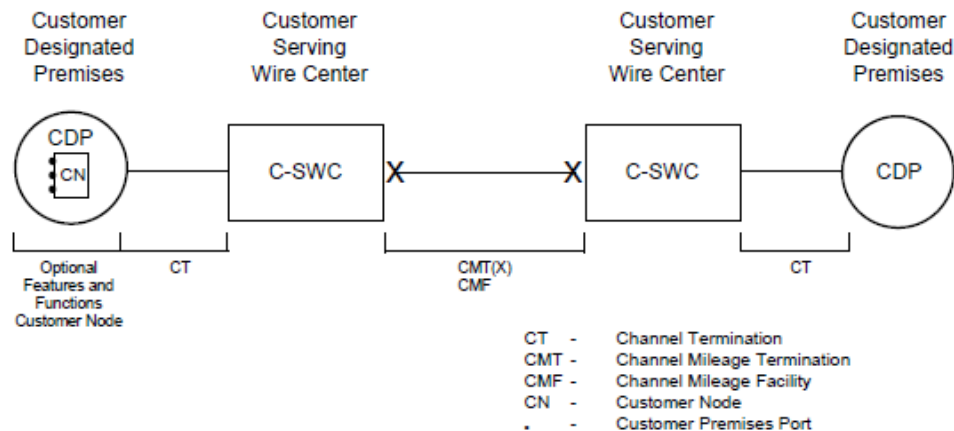 Customer
Designated
Premises
Customer
Serving
Wire Center
Customer
Serving
Wire Center
Customer
Designated
Premises
CDP
CN
C-SWC
X
X
C-SWC
CDP
Optional
Features and
Functions
Customer Node
CT
CMT(X)
CMF
CT
CT - Channel Termination
CMT - Channel Mileage Termination
CMF - Channel Mileage Facility
CN - Customer Node
. - Customer Premises Port